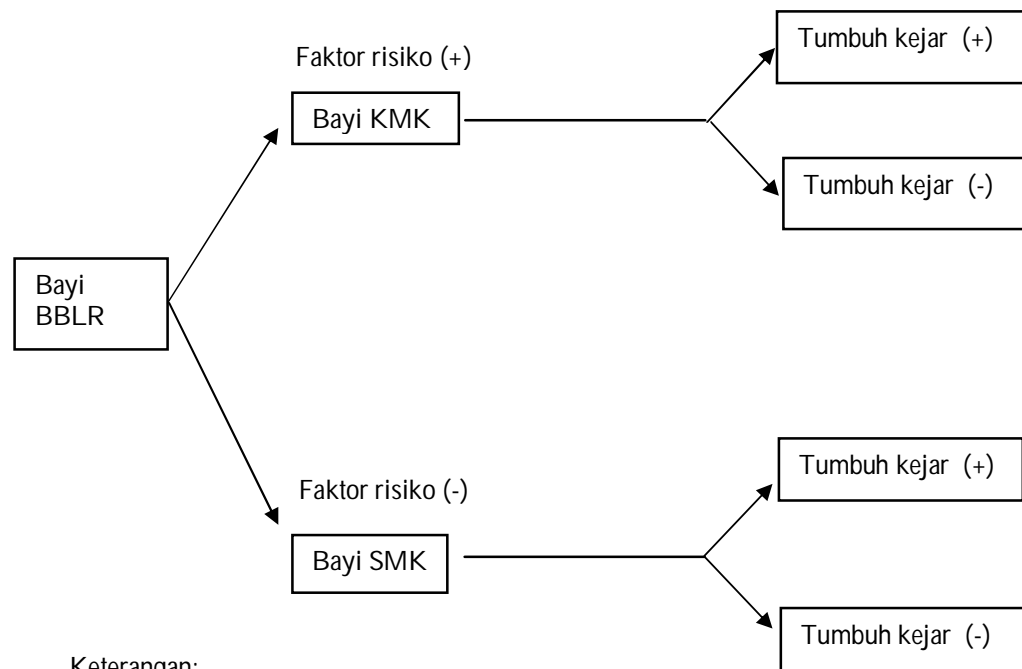 Tumbuh kejar (+)
Faktor risiko (+)
Bayi KMK
Tumbuh kejar (-)
Bayi
BBLR
Tumbuh kejar (+)
Faktor risiko (-)
Bayi SMK
Tumbuh kejar (-)
Keterangan: